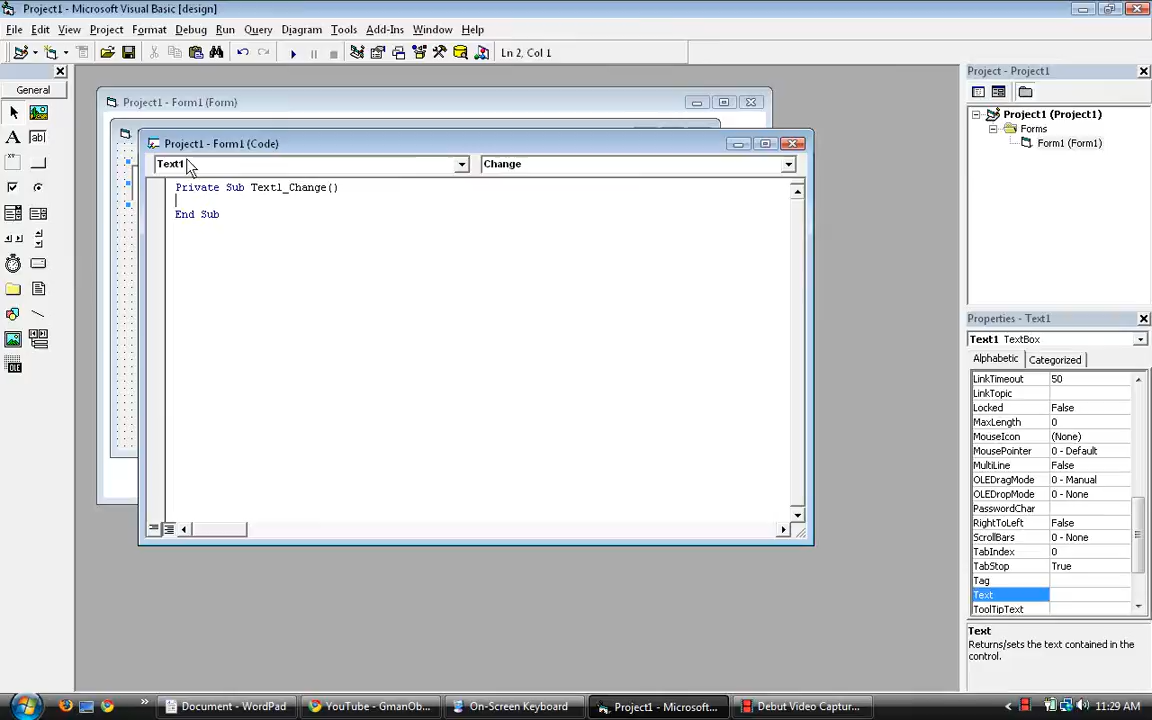 Project1 - Microsoft Visual Basic [design]
File Edit View Project Format Debug Run Query Diagram Tools Add-Ins Window Help
Ln 2, Col 1
General
A
ab|
OLE
Project1 - Form1 (Form)
Project1 - Form1 (Code)
Text1
Change
Private Sub Text1_Change()
End Sub
Project - Project1
Project1 (Project1)
Forms
Form1 (Form1)
Properties - Text1
Text1 TextBox
Alphabetic Categorized
LinkTimeout 50
LinkTopic
Locked False
MaxLength 0
MouseIcon (None)
MousePointer 0 - Default
MultiLine False
OLEDragMode 0 - Manual
OLEDropMode 0 - None
PasswordChar
RightToLeft False
ScrollBars 0 - None
TabIndex 0
TabStop True
Tag
Text
ToolTipText
Text
Returns/sets the text contained in the
control.
Document - WordPad
YouTube - GmanOb...
On-Screen Keyboard
Project1 - Microsoft...
Debut Video Captur...
11:29 AM